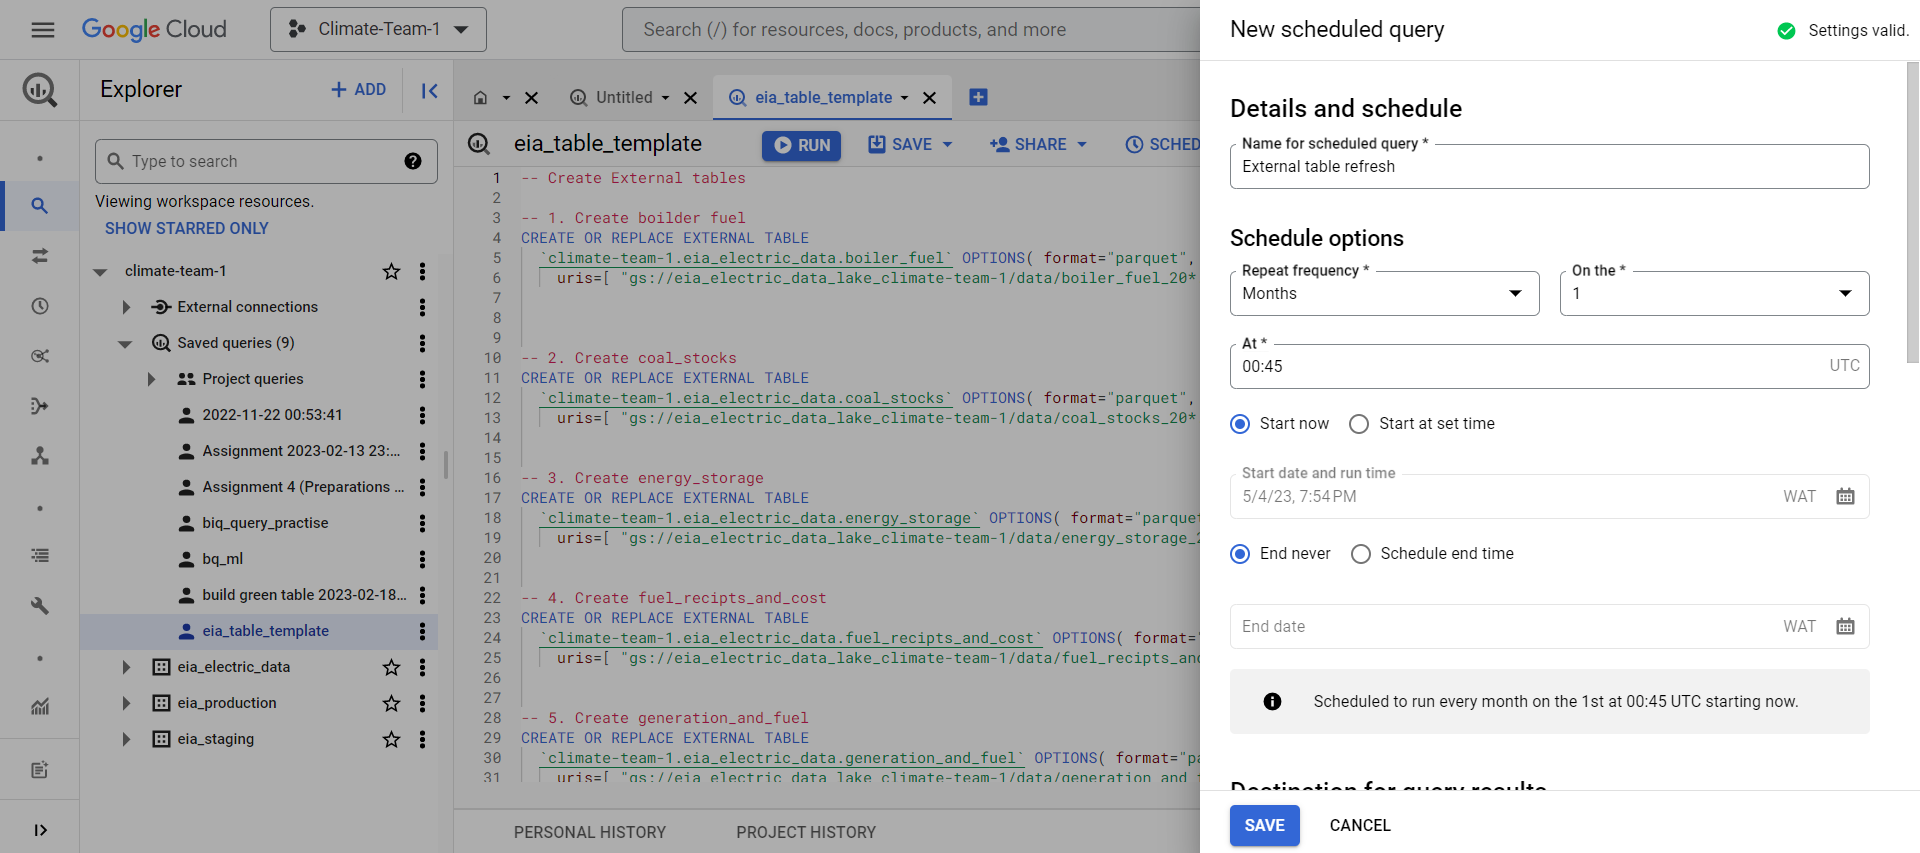 Google Cloud
Climate-Team-1
Search (/) for resources, docs, products, and more
Explorer
+ ADD
Type to search
Viewing workspace resources.
SHOW STARRED ONLY
climate-team-1
External connections
Saved queries (9)
Project queries
2022-11-22 00:53:41
Assignment 2023-02-13 23:...
Assignment 4 (Preparations ...
biq_query_practise
bq_ml
build green table 2023-02-18...
eia_table_template
eia_electric_data
eia_production
eia_staging
Untitled
eia_table_template
eia_table_template
RUN
SAVE
SHARE
SCHED
1 -- Create External tables
2
3 -- 1. Create boilder fuel
4 CREATE OR REPLACE EXTERNAL TABLE
5 `climate-team-1.eia_electric_data.boiler_fuel` OPTIONS( format="parquet",
6 uris=[ "gs://eia_electric_data_lake_climate-team-1/data/boiler_fuel_20*
7
8
9
10 -- 2. Create coal_stocks
11 CREATE OR REPLACE EXTERNAL TABLE
12 `climate-team-1.eia_electric_data.coal_stocks` OPTIONS( format="parquet",
13 uris=[ "gs://eia_electric_data_lake_climate-team-1/data/coal_stocks_20*
14
15
16 -- 3. Create energy_storage
17 CREATE OR REPLACE EXTERNAL TABLE
18 `climate-team-1.eia_electric_data.energy_storage` OPTIONS( format="parquet
19 uris=[ "gs://eia_electric_data_lake_climate-team-1/data/energy_storage_2
20
21
22 -- 4. Create fuel_recipts_and_cost
23 CREATE OR REPLACE EXTERNAL TABLE
24 `climate-team-1.eia_electric_data.fuel_recipts_and_cost` OPTIONS( format=
25 uris=[ "gs://eia_electric_data_lake_climate-team-1/data/fuel_recipts_and
26
27
28 -- 5. Create generation_and_fuel
29 CREATE OR REPLACE EXTERNAL TABLE
30 `climate-team-1.eia_electric_data.generation_and_fuel` OPTIONS( format="pa
31 uris=[ "gs://eia_electric_data_lake_climate-team-1/data/generation_and_f
PERSONAL HISTORY
PROJECT HISTORY
New scheduled query
Settings valid.
Details and schedule
Name for scheduled query *
External table refresh
Schedule options
Repeat frequency *
Months
On the *
1
At *
00:45
UTC
Start now
Start at set time
Start date and run time
5/4/23, 7:54 PM
WAT
End never
Schedule end time
End date
WAT
Scheduled to run every month on the 1st at 00:45 UTC starting now.
Destination for query results
SAVE
CANCEL